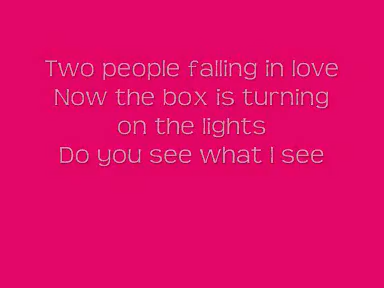 Two people falling in love
Now the box is turning
on the lights
Do you see what I see